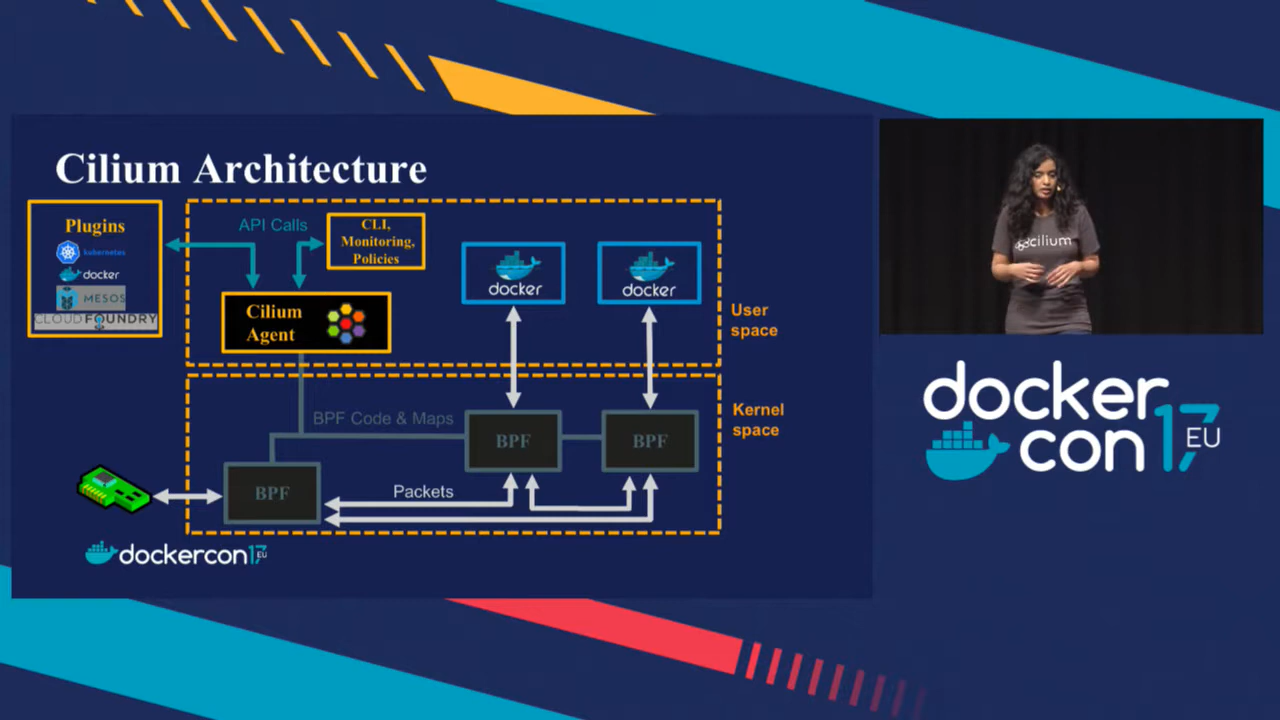 Cilium Architecture
Plugins
kubernetes
docker
MESOS
CLOUD FOUNDRY
API Calls
CLI,
Monitoring,
Policies
Cilium
Agent
docker
docker
User
space
BPF Code & Maps
BPF
BPF
Kernel
space
BPF
Packets
dockercon17
EU
cilium
docker
con 17
EU